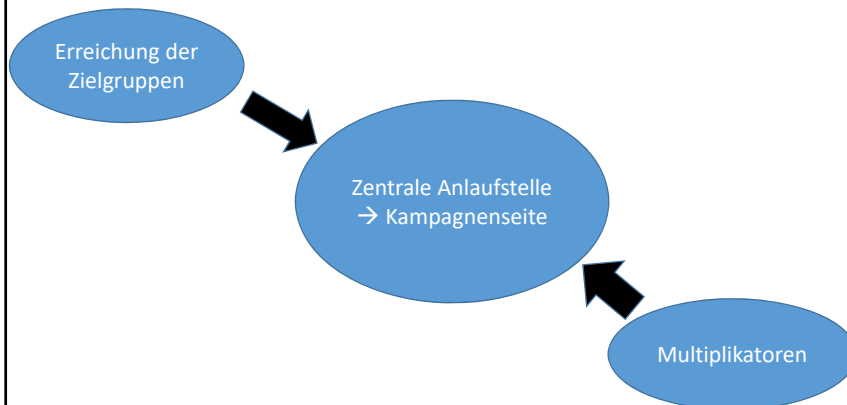 Erreichung der
Zielgruppen
Zentrale Anlaufstelle
→ Kampagnenseite
Multiplikatoren